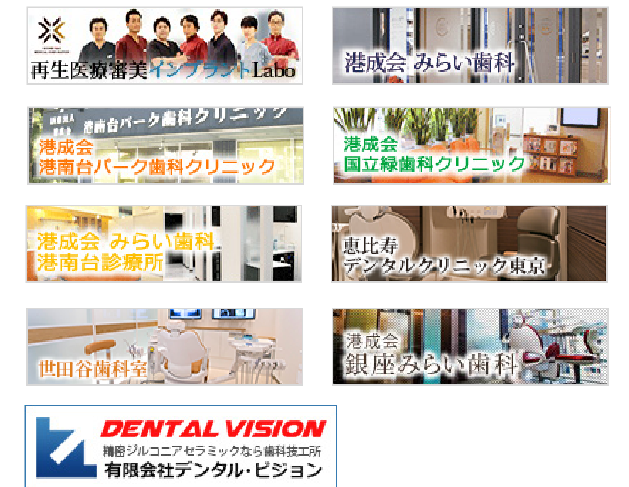 再生医療審美インプラントLabo
港成会 みらい歯科
港南台パーク歯科クリニック
港成会
港南台パーク歯科クリニック
港成会
国立緑歯科クリニック
港成会 みらい歯科
港南台診療所
恵比寿
デンタルクリニック東京
世田谷歯科室
港成会
銀座みらい歯科
DENTAL VISION
精密ジルコニアセラミックなら歯科技工所
有限会社デンタル・ビジョン